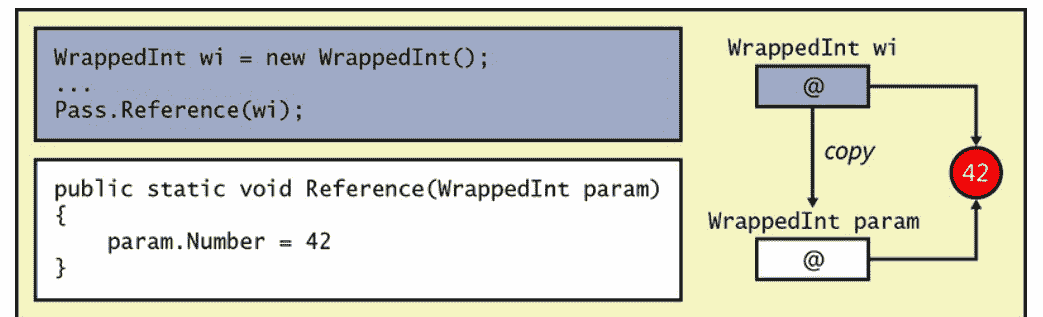 WrappedInt wi = new WrappedInt();
...
Pass.Reference(wi);
public static void Reference(WrappedInt param)
{
    param.Number = 42
}
WrappedInt wi
@
copy
42
WrappedInt param
@